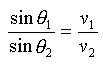 sin θ₁ / sin θ₂ = v₁ / v₂